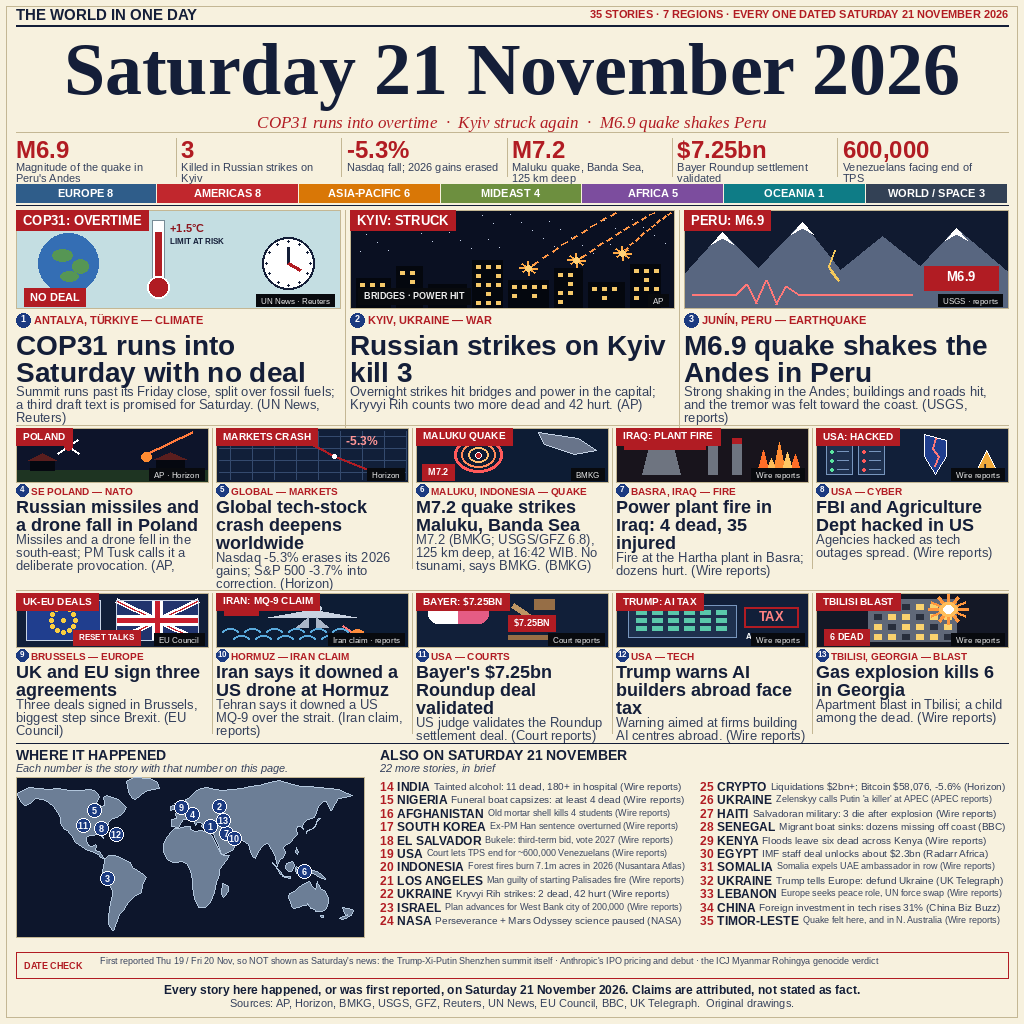 THE WORLD IN ONE DAY
35 STORIES · 7 REGIONS · EVERY ONE DATED SATURDAY 21 NOVEMBER 2026
Saturday 21 November 2026
COP31 runs into overtime · Kyiv struck again · M6.9 quake shakes Peru
M6.9
Magnitude of the quake in
Peru's Andes
3
Killed in Russian strikes on
Kyiv
-5.3%
Nasdaq fall; 2026 gains erased
M7.2
Maluku quake, Banda Sea,
125 km deep
$7.25bn
Bayer Roundup settlement
validated
600,000
Venezuelans facing end of
TPS
EUROPE 8
AMERICAS 8
ASIA-PACIFIC 6
MIDEAST 4
AFRICA 5
OCEANIA 1
WORLD / SPACE 3
COP31: OVERTIME
+1.5°C
LIMIT AT RISK
NO DEAL
UN News · Reuters
1 ANTALYA, TÜRKIYE — CLIMATE
COP31 runs into
Saturday with no deal
Summit runs past its Friday close, split over fossil fuels;
a third draft text is promised for Saturday. (UN News,
Reuters)
KYIV: STRUCK
BRIDGES · POWER HIT
AP
2 KYIV, UKRAINE — WAR
Russian strikes on Kyiv
kill 3
Overnight strikes hit bridges and power in the capital;
Kryvyi Rih counts two more dead and 42 hurt. (AP)
PERU: M6.9
M6.9
USGS · reports
3 JUNÍN, PERU — EARTHQUAKE
M6.9 quake shakes the
Andes in Peru
Strong shaking in the Andes; buildings and roads hit,
and the tremor was felt toward the coast. (USGS,
reports)
POLAND
AP · Horizon
4 SE POLAND — NATO
Russian missiles and
a drone fall in Poland
Missiles and a drone fell in the
south-east; PM Tusk calls it a
deliberate provocation. (AP,
MARKETS CRASH
-5.3%
Horizon
5 GLOBAL — MARKETS
Global tech-stock
crash deepens
worldwide
Nasdaq -5.3% erases its 2026
gains; S&P 500 -3.7% into
correction. (Horizon)
MALUKU QUAKE
M7.2
BMKG
6 MALUKU, INDONESIA — QUAKE
M7.2 quake strikes
Maluku, Banda Sea
M7.2 (BMKG; USGS/GFZ 6.8),
125 km deep, at 16:42 WIB. No
tsunami, says BMKG. (BMKG)
IRAQ: PLANT FIRE
Wire reports
7 BASRA, IRAQ — FIRE
Power plant fire in
Iraq: 4 dead, 35
injured
Fire at the Hartha plant in Basra;
dozens hurt. (Wire reports)
USA: HACKED
Wire reports
8 USA — CYBER
FBI and Agriculture
Dept hacked in US
Agencies hacked as tech
outages spread. (Wire reports)
UK-EU DEALS
RESET TALKS
EU Council
9 BRUSSELS — EUROPE
UK and EU sign three
agreements
Three deals signed in Brussels,
biggest step since Brexit. (EU
Council)
IRAN: MQ-9 CLAIM
Iran claim · reports
10 HORMUZ — IRAN CLAIM
Iran says it downed a
US drone at Hormuz
Tehran says it downed a US
MQ-9 over the strait. (Iran claim,
reports)
BAYER: $7.25BN
$7.25BN
Court reports
11 USA — COURTS
Bayer's $7.25bn
Roundup deal
validated
US judge validates the Roundup
settlement deal. (Court reports)
TRUMP: AI TAX
TAX
A
Wire reports
12 USA — TECH
Trump warns AI
builders abroad face
tax
Warning aimed at firms building
AI centres abroad. (Wire reports)
TBILISI BLAST
6 DEAD
Wire reports
13 TBILISI, GEORGIA — BLAST
Gas explosion kills 6
in Georgia
Apartment blast in Tbilisi; a child
among the dead. (Wire reports)
WHERE IT HAPPENED
Each number is the story with that number on this page.
5
11
8
12
3
9
4
2
13
1
7
10
6
ALSO ON SATURDAY 21 NOVEMBER
22 more stories, in brief
14 INDIA Tainted alcohol: 11 dead, 180+ in hospital (Wire reports)
15 NIGERIA Funeral boat capsizes: at least 4 dead (Wire reports)
16 AFGHANISTAN Old mortar shell kills 4 students (Wire reports)
17 SOUTH KOREA Ex-PM Han sentence overturned (Wire reports)
18 EL SALVADOR Bukele: third-term bid, vote 2027 (Wire reports)
19 USA Court lets TPS end for ~600,000 Venezuelans (Wire reports)
20 INDONESIA Forest fires burn 7.1m acres in 2026 (Nusantara Atlas)
21 LOS ANGELES Man guilty of starting Palisades fire (Wire reports)
22 UKRAINE Kryvyi Rih strikes: 2 dead, 42 hurt (Wire reports)
23 ISRAEL Plan advances for West Bank city of 200,000 (Wire reports)
24 NASA Perseverance + Mars Odyssey science paused (NASA)
25 CRYPTO Liquidations $2bn+; Bitcoin $58,076, -5.6% (Horizon)
26 UKRAINE Zelenskyy calls Putin 'a killer' at APEC (APEC reports)
27 HAITI Salvadoran military: 3 die after explosion (Wire reports)
28 SENEGAL Migrant boat sinks: dozens missing off coast (BBC)
29 KENYA Floods leave six dead across Kenya (Wire reports)
30 EGYPT IMF staff deal unlocks about $2.3bn (Radarr Africa)
31 SOMALIA Somalia expels UAE ambassador in row (Wire reports)
32 UKRAINE Trump tells Europe: defund Ukraine (UK Telegraph)
33 LEBANON Europe seeks peace role, UN force swap (Wire reports)
34 CHINA Foreign investment in tech rises 31% (China Biz Buzz)
35 TIMOR-LESTE Quake felt here, and in N. Australia (Wire reports)
DATE CHECK
First reported Thu 19 / Fri 20 Nov, so NOT shown as Saturday's news: the Trump-Xi-Putin Shenzhen summit itself · Anthropic's IPO pricing and debut · the ICJ Myanmar Rohingya genocide verdict
Every story here happened, or was first reported, on Saturday 21 November 2026. Claims are attributed, not stated as fact.
Sources: AP, Horizon, BMKG, USGS, GFZ, Reuters, UN News, EU Council, BBC, UK Telegraph. Original drawings.